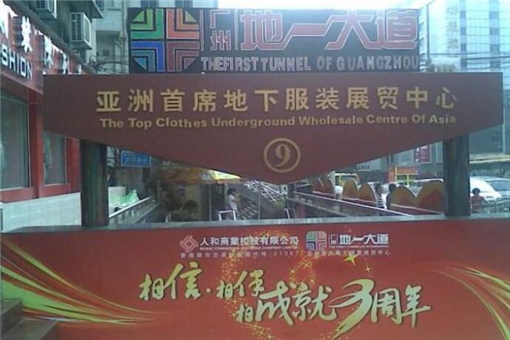 广州 地一大道
THE FIRST TUNNEL OF GUANGZHOU
FASHION
亚洲首席地下服装展贸中心
The Top Clothes Underground Wholesale Centre Of Asia
9
人和商業控股有限公司 广州 地一大道
相信·相伴
相成就3周年